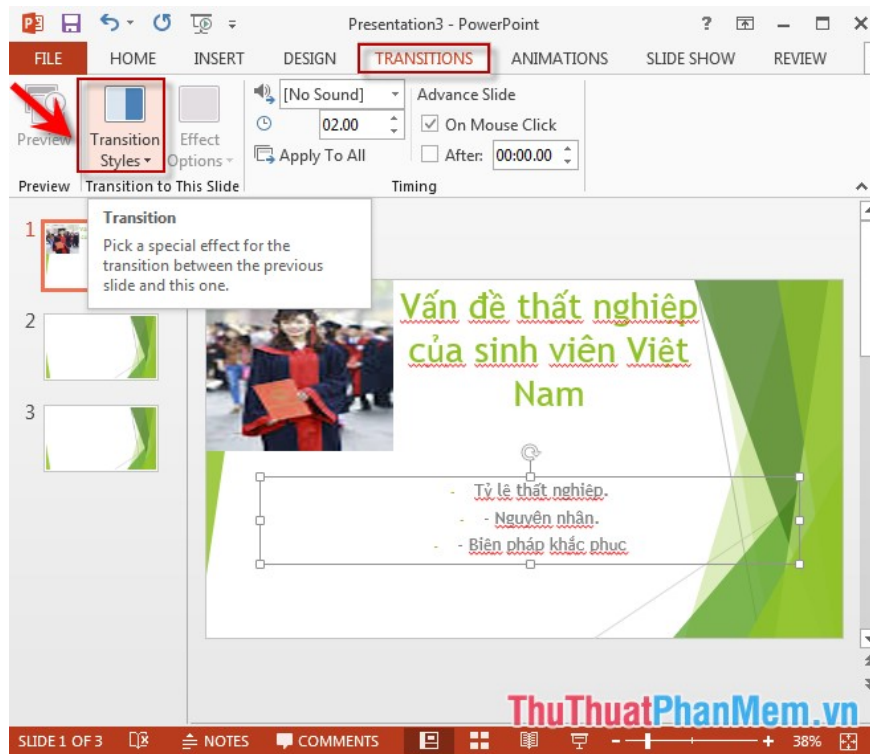 Presentation3 - PowerPoint
FILE HOME INSERT DESIGN TRANSITIONS ANIMATIONS SLIDE SHOW REVIEW
Preview
Transition Styles
Effect Options
[No Sound]
02.00
Apply To All
Advance Slide
On Mouse Click
After: 00:00.00
Preview Transition to This Slide Timing
Transition
Pick a special effect for the
transition between the previous
slide and this one.
1
2
3
Vấn đề thất nghiệp
của sinh viên Việt
Nam
- Tỷ lệ thất nghiệp.
- - Nguyên nhân.
- - Biện pháp khắc phục
ThuThuatPhanMem.vn
SLIDE 1 OF 3 NOTES COMMENTS 38%